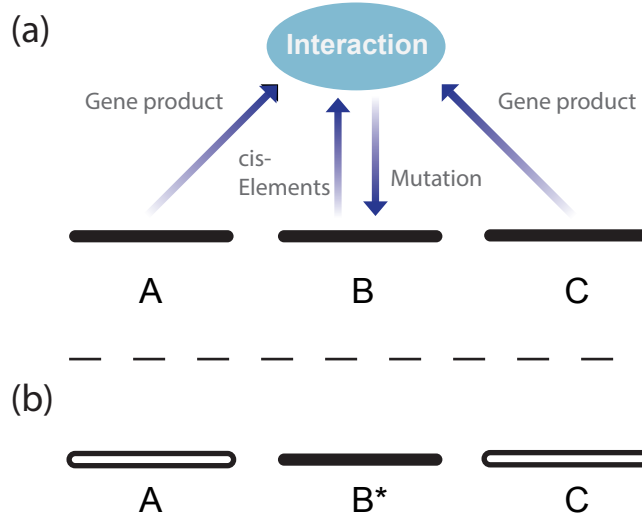 (a)
Interaction
Gene product
Gene product
cis-
Elements
Mutation
A
B
C
(b)
A
B*
C